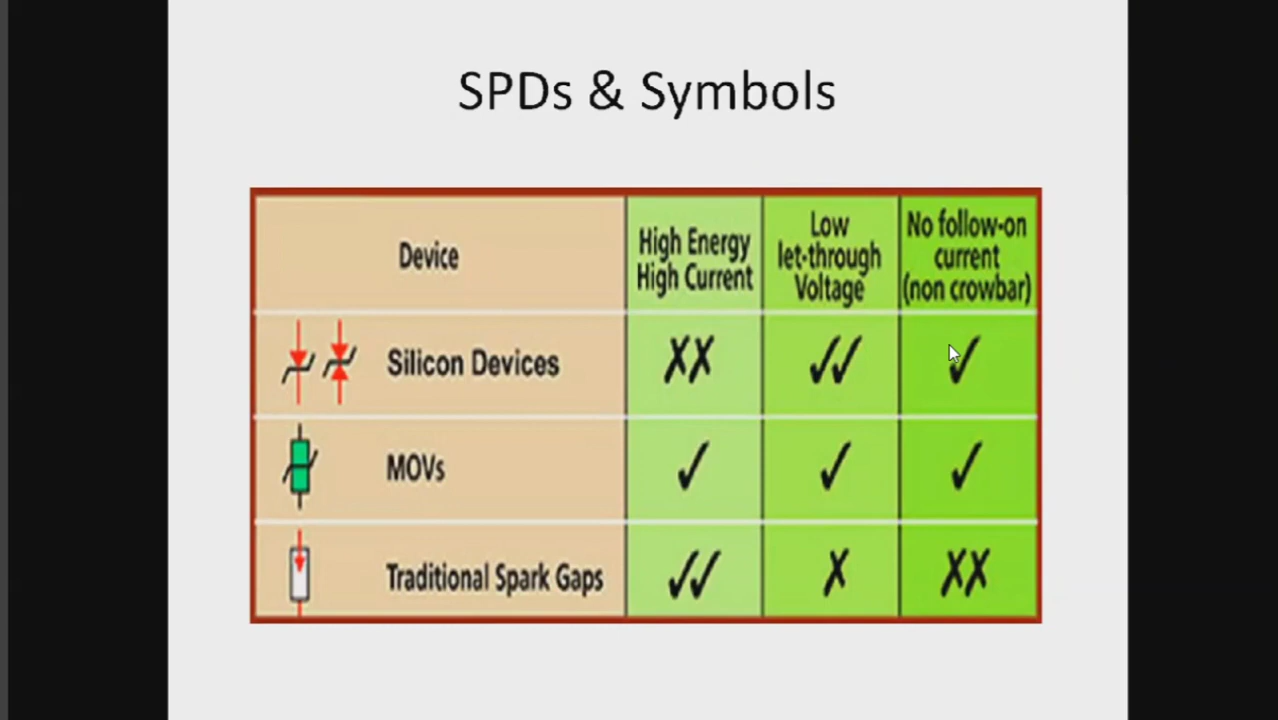 SPDs & Symbols
Device
High Energy
High Current
Low
let-through
Voltage
No follow-on
current
(non crowbar)
Silicon Devices
✗✗
✓✓
✓
MOVs
✓
✓
✓
Traditional Spark Gaps
✓✓
✗
✗✗